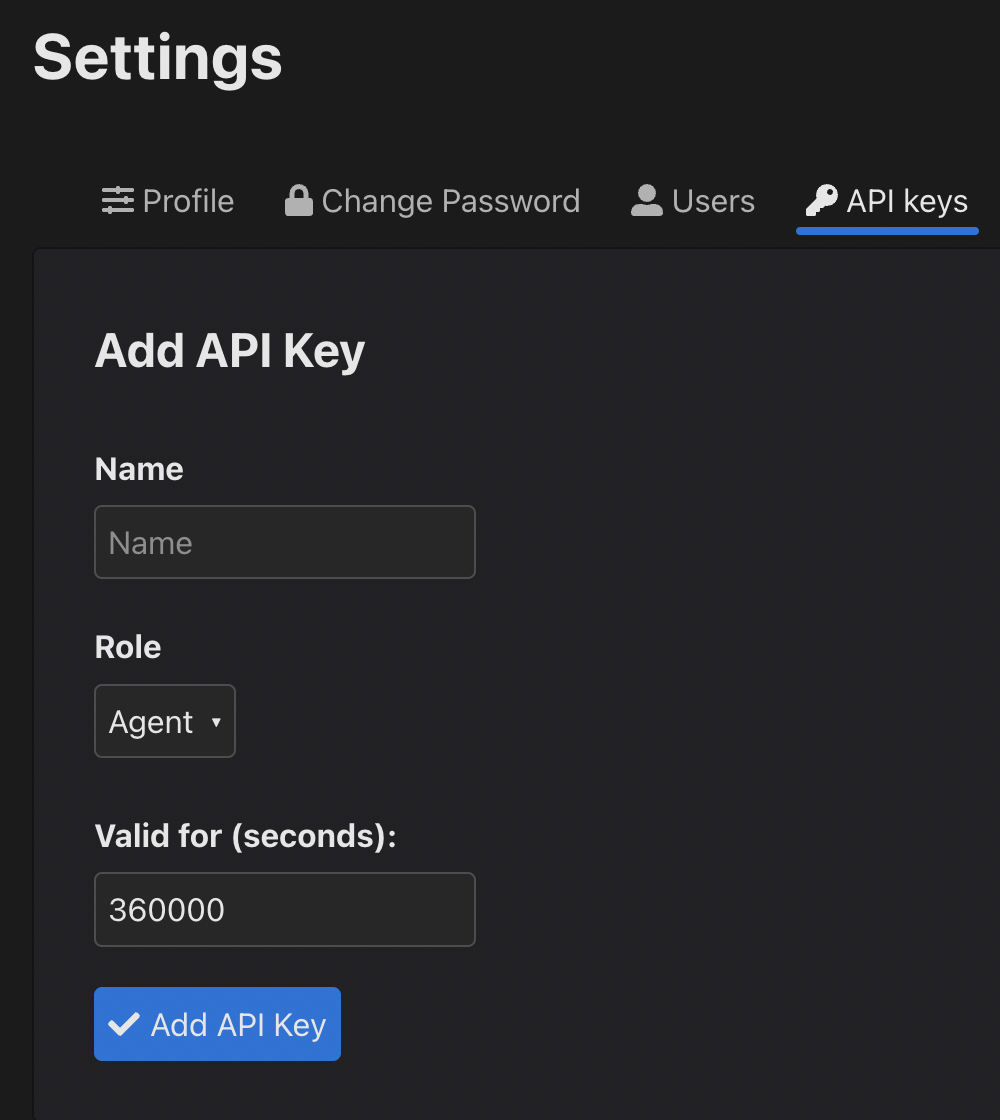 Settings
Profile Change Password Users API keys
Add API Key
Name
Name
Role
Agent
Valid for (seconds):
360000
Add API Key